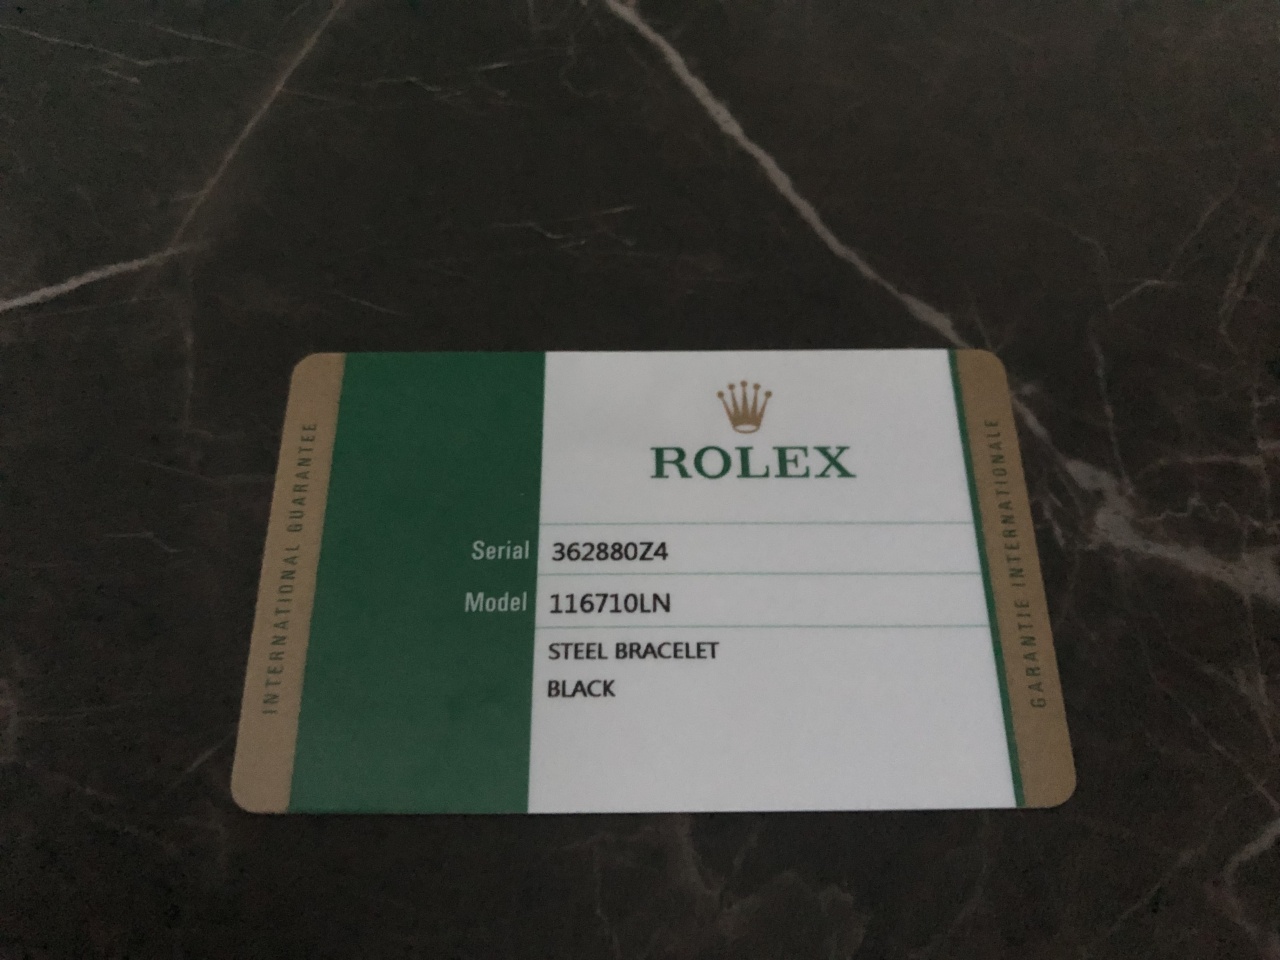 INTERNATIONAL GUARANTEE
ROLEX
Serial 362880Z4
Model 116710LN
STEEL BRACELET
BLACK
GARANTIE INTERNATIONALE